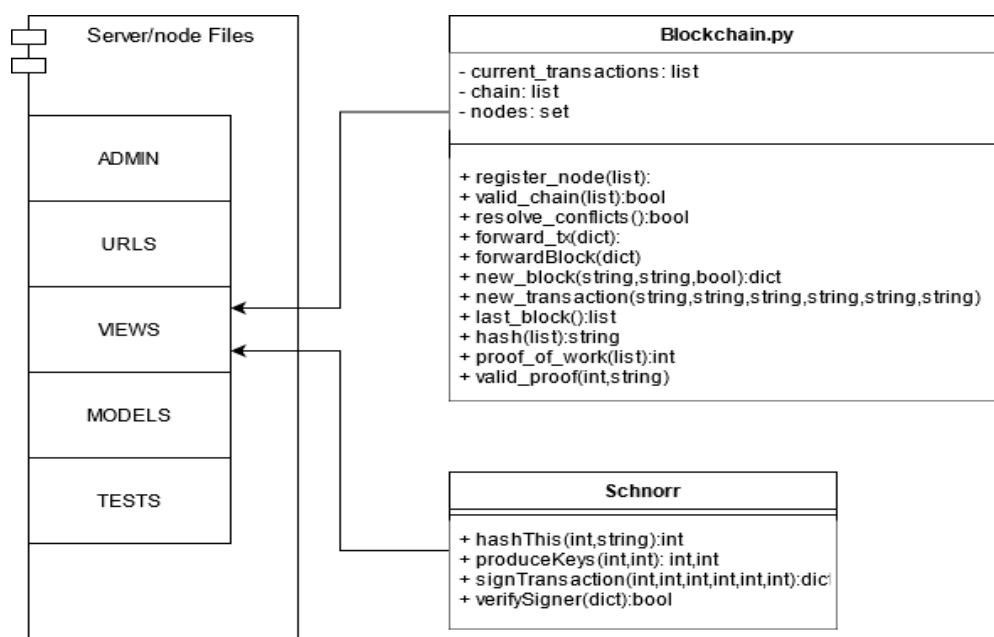 Server/node Files
ADMIN
URLS
VIEWS
MODELS
TESTS
Blockchain.py
- current_transactions: list
- chain: list
- nodes: set
+ register_node(list):
+ valid_chain(list):bool
+ resolve_conflicts():bool
+ forward_tx(dict):
+ forwardBlock(dict)
+ new_block(string,string,bool):dict
+ new_transaction(string,string,string,string,string,string)
+ last_block():list
+ hash(list):string
+ proof_of_work(list):int
+ valid_proof(int,string)
Schnorr
+ hashThis(int,string):int
+ produceKeys(int,int): int,int
+ signTransaction(int,int,int,int,int,int):dict
+ verifySigner(dict):bool